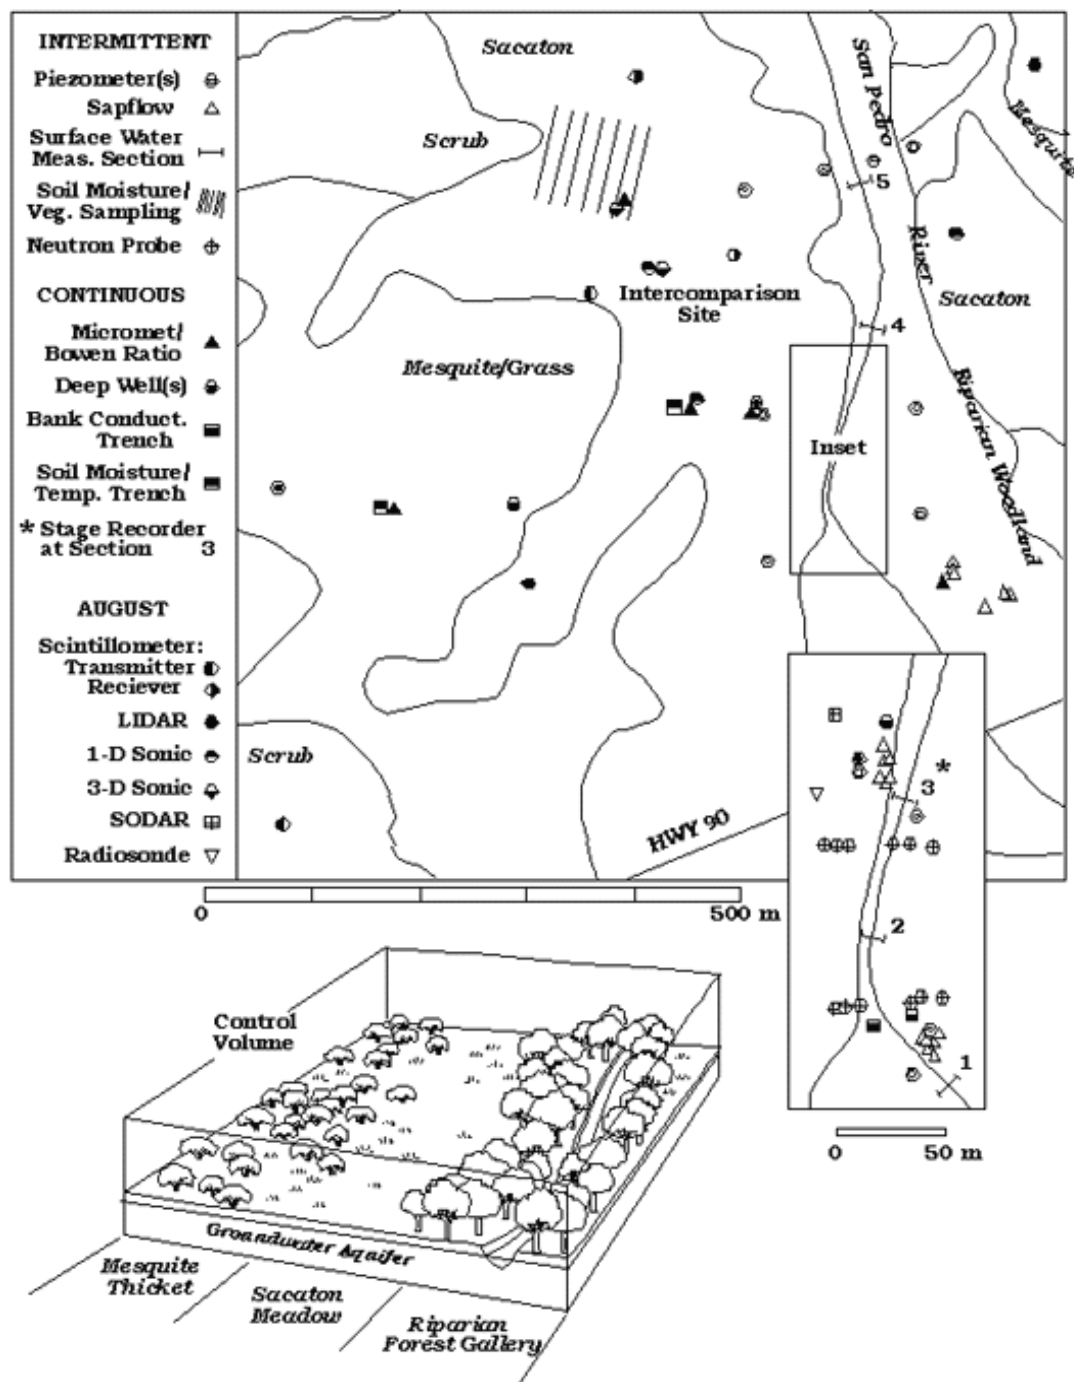 INTERMITTENT
Piezometer(s)
Sapflow
Surface Water
Meas. Section
Soil Moisture/
Veg. Sampling
Neutron Probe
CONTINUOUS
Micromet/
Bowen Ratio
Deep Well(s)
Bank Conduct.
Trench
Soil Moisture/
Temp. Trench
* Stage Recorder
at Section 3
AUGUST
Scintillometer:
Transmitter
Reciever
LIDAR
1-D Sonic
3-D Sonic
SODAR
Radiosonde
Sacaton
Scrub
San Pedro
River
Mesquite
5
Sacaton
Intercomparison
Site
4
Mesquite/Grass
Riparian Woodland
Inset
Scrub
HWY 90
0 500 m
*
3
2
1
0 50 m
Control
Volume
Groundwater Aquifer
Mesquite
Thicket
Sacaton
Meadow
Riparian
Forest Gallery